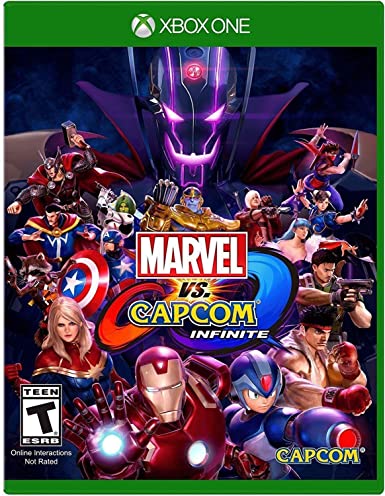 XBOX ONE
MARVEL
VS.
CAPCOM
INFINITE
TEEN
T
ESRB
Online Interactions
Not Rated
CAPCOM